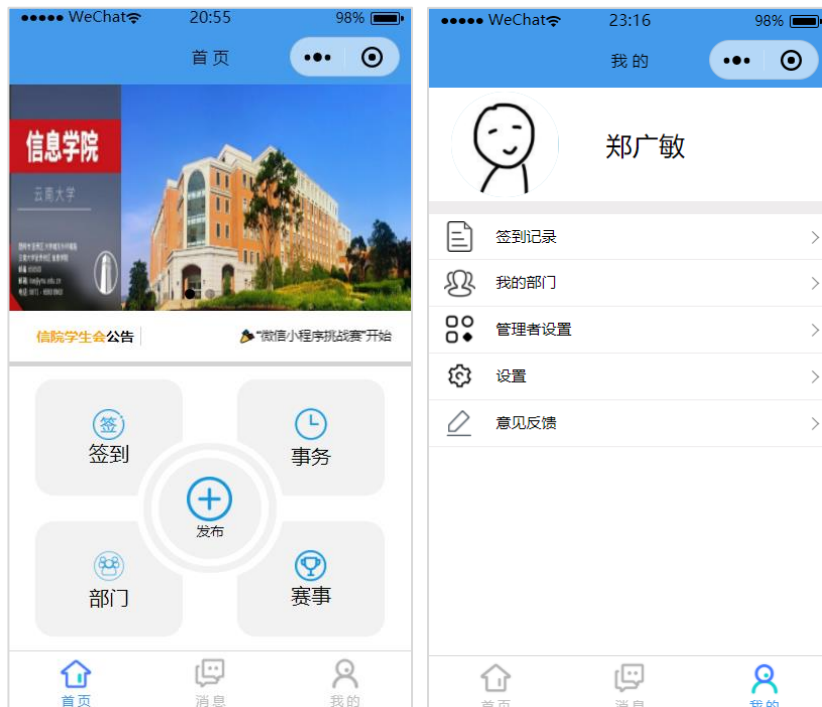 ●●●●● WeChat 20:55 98%
首页
信息学院
云南大学
信院学生会公告 "微信小程序挑战赛"开始
签到
签到
事务
发布
部门
赛事
首页 消息 我的
●●●●● WeChat 23:16 98%
我的
郑广敏
签到记录
我的部门
管理者设置
设置
意见反馈
首页 消息 我的